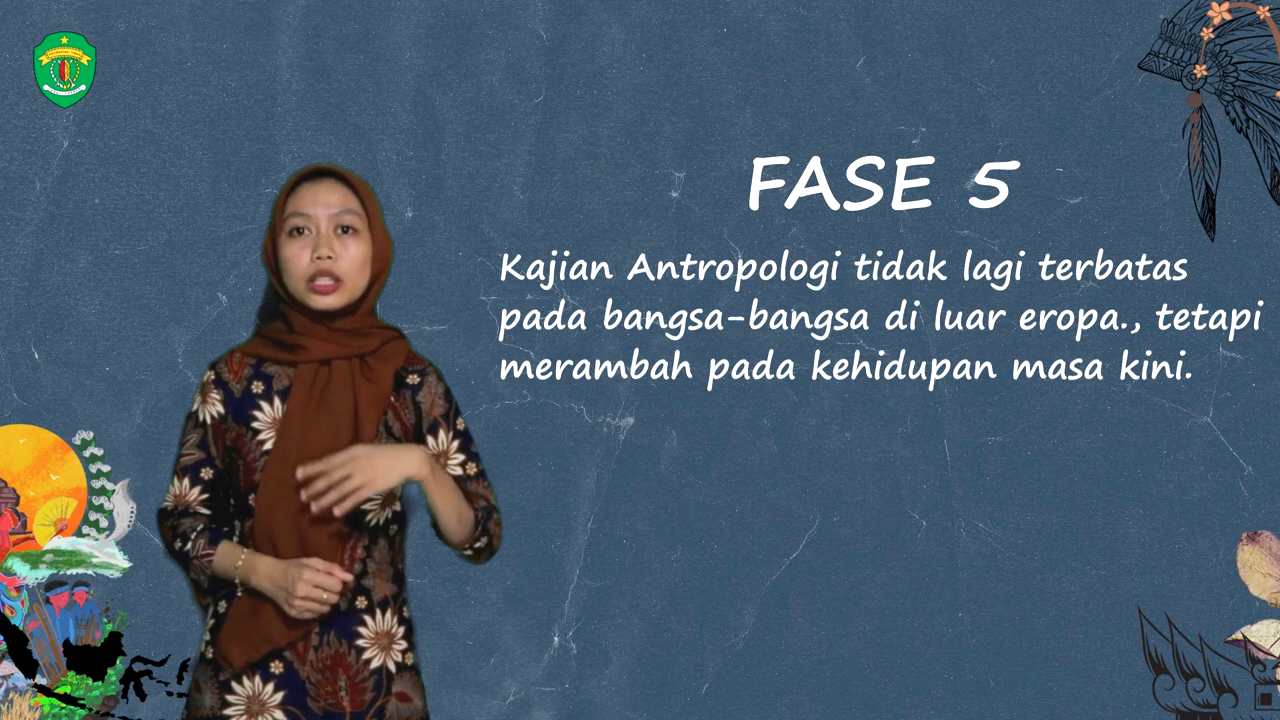 FASE 5
Kajian Antropologi tidak lagi terbatas
pada bangsa-bangsa di luar eropa., tetapi
merambah pada kehidupan masa kini.